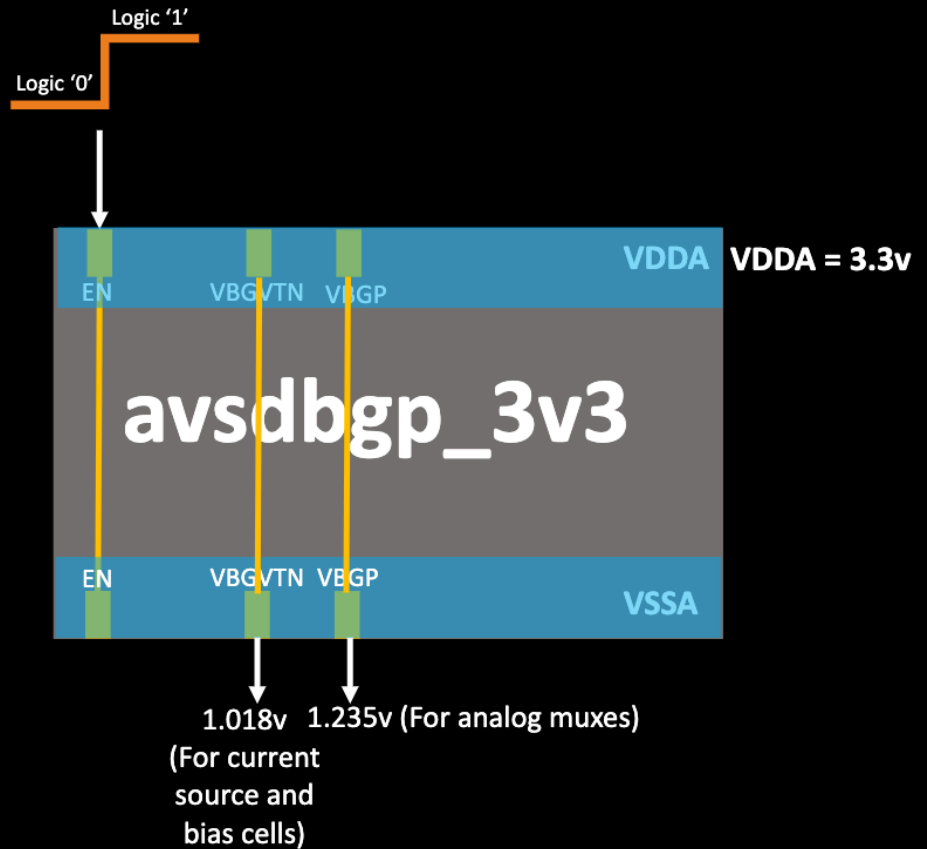 Logic ‘1’
Logic ‘0’
VDDA
VDDA = 3.3v
EN
VBGVTN
VBGP
avsdbgp_3v3
EN
VBGVTN
VBGP
VSSA
1.018v
1.235v (For analog muxes)
(For current
source and
bias cells)